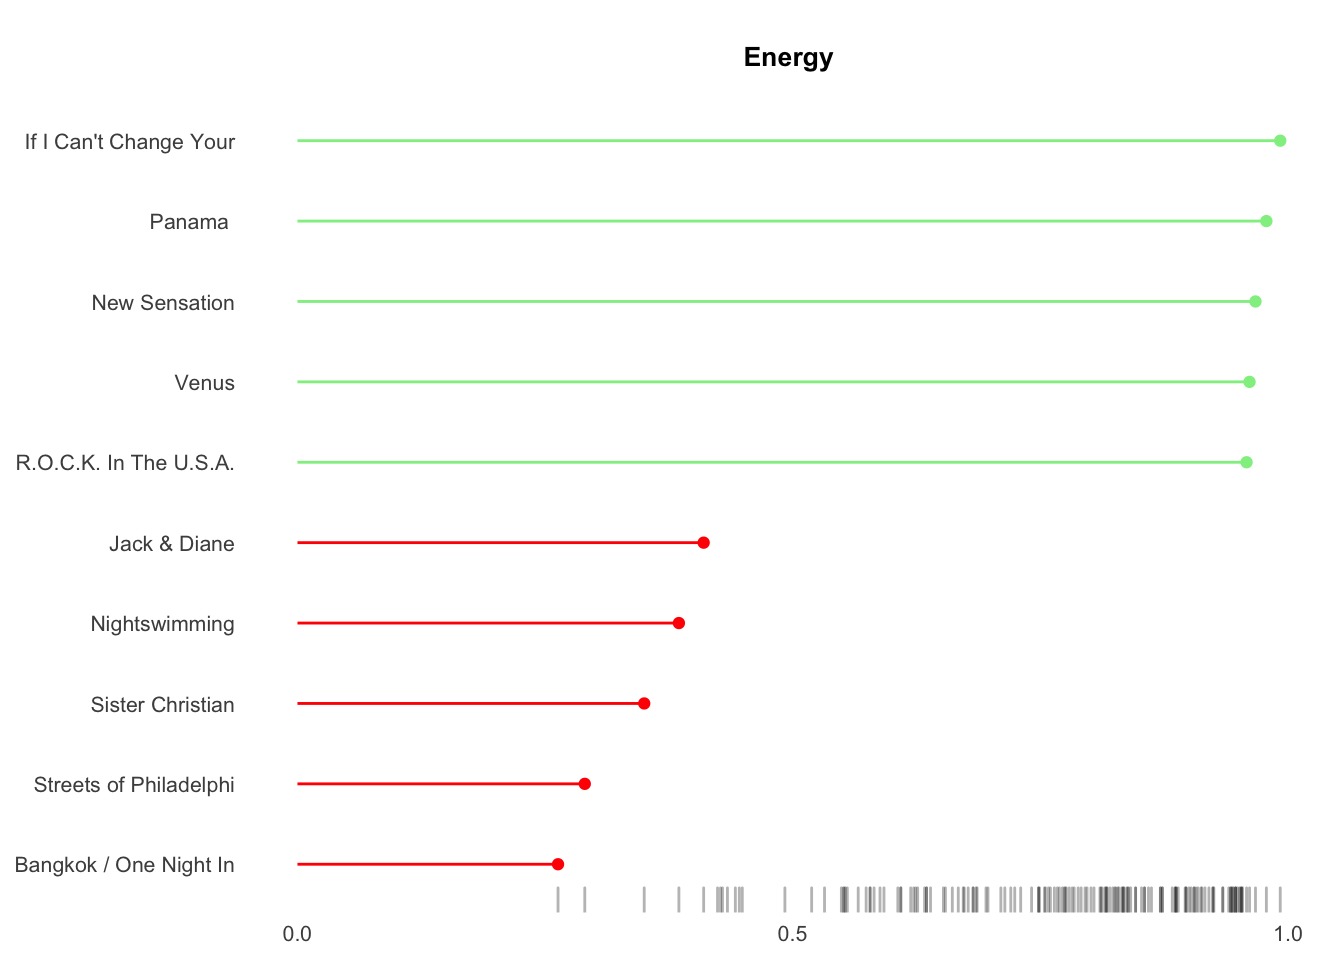 Energy
If I Can't Change Your
Panama
New Sensation
Venus
R.O.C.K. In The U.S.A.
Jack & Diane
Nightswimming
Sister Christian
Streets of Philadelphi
Bangkok / One Night In
0.0 0.5 1.0